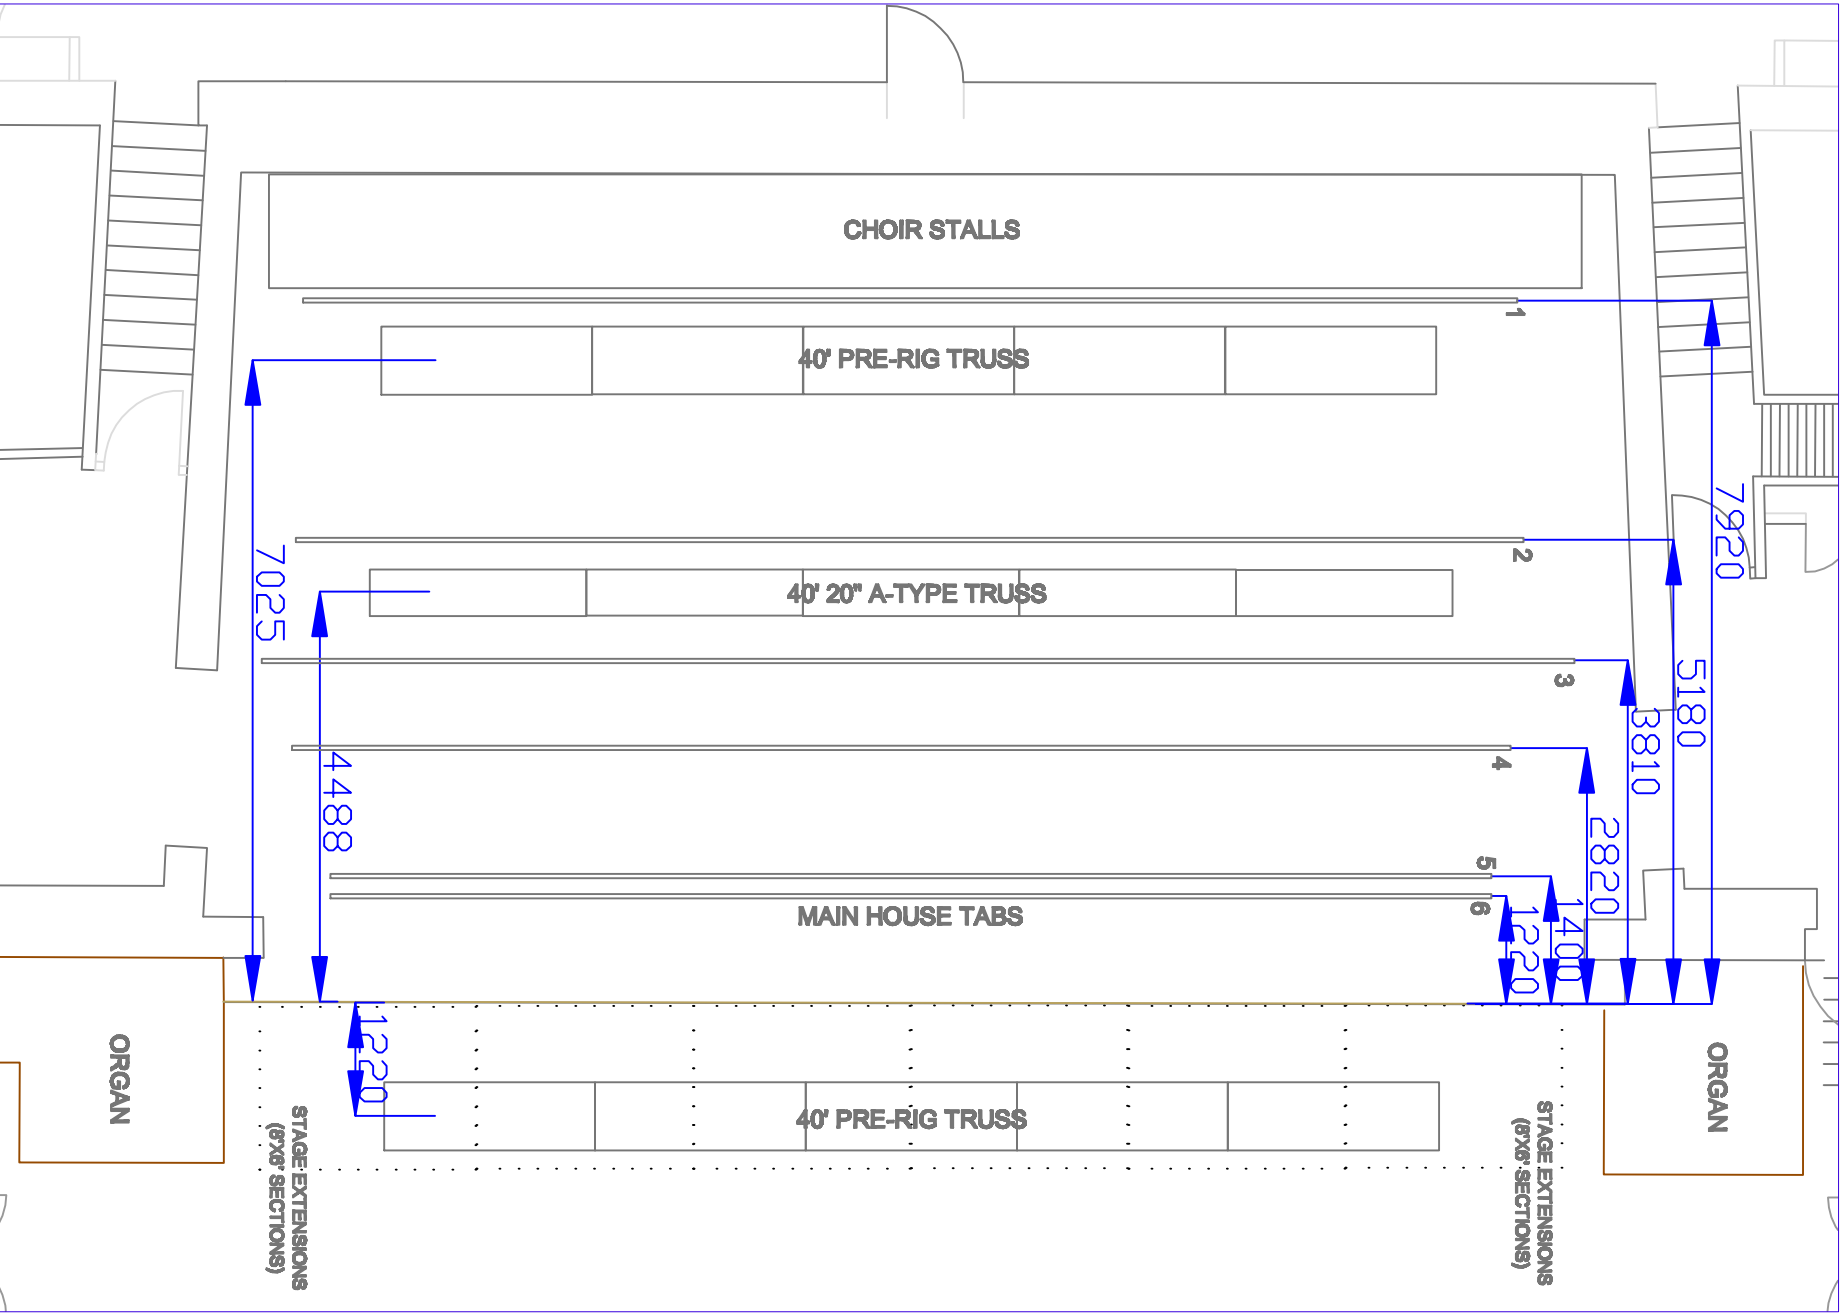 CHOIR STALLS
1
40' PRE-RIG TRUSS
7920
2
7025
40' 20" A-TYPE TRUSS
5180
3
3810
4
4488
2820
5
6
MAIN HOUSE TABS
1400
1220
ORGAN
1220
ORGAN
40' PRE-RIG TRUSS
STAGE EXTENSIONS
(8'X6' SECTIONS)
STAGE EXTENSIONS
(8'X6' SECTIONS)